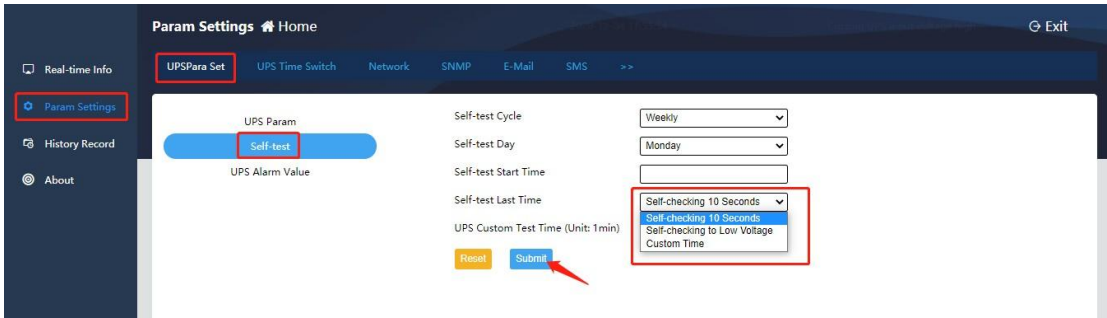 Param Settings Home
Exit
Real-time Info
Param Settings
History Record
About
UPSPara Set UPS Time Switch Network SNMP E-Mail SMS >>
UPS Param
Self-test
UPS Alarm Value
Self-test Cycle Weekly
Self-test Day Monday
Self-test Start Time
Self-test Last Time Self-checking 10 Seconds
Self-checking 10 Seconds
Self-checking to Low Voltage
Custom Time
UPS Custom Test Time (Unit: 1min)
Reset Submit